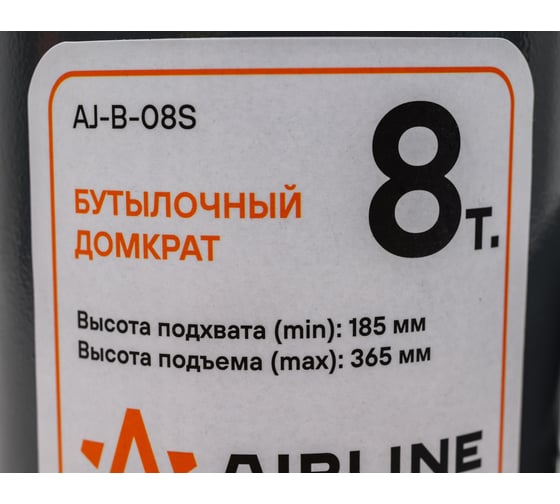 AJ-B-08S
8т.
БУТЫЛОЧНЫЙ
ДОМКРАТ
Высота подхвата (min): 185 мм
Высота подъема (max): 365 мм
AIRLINE